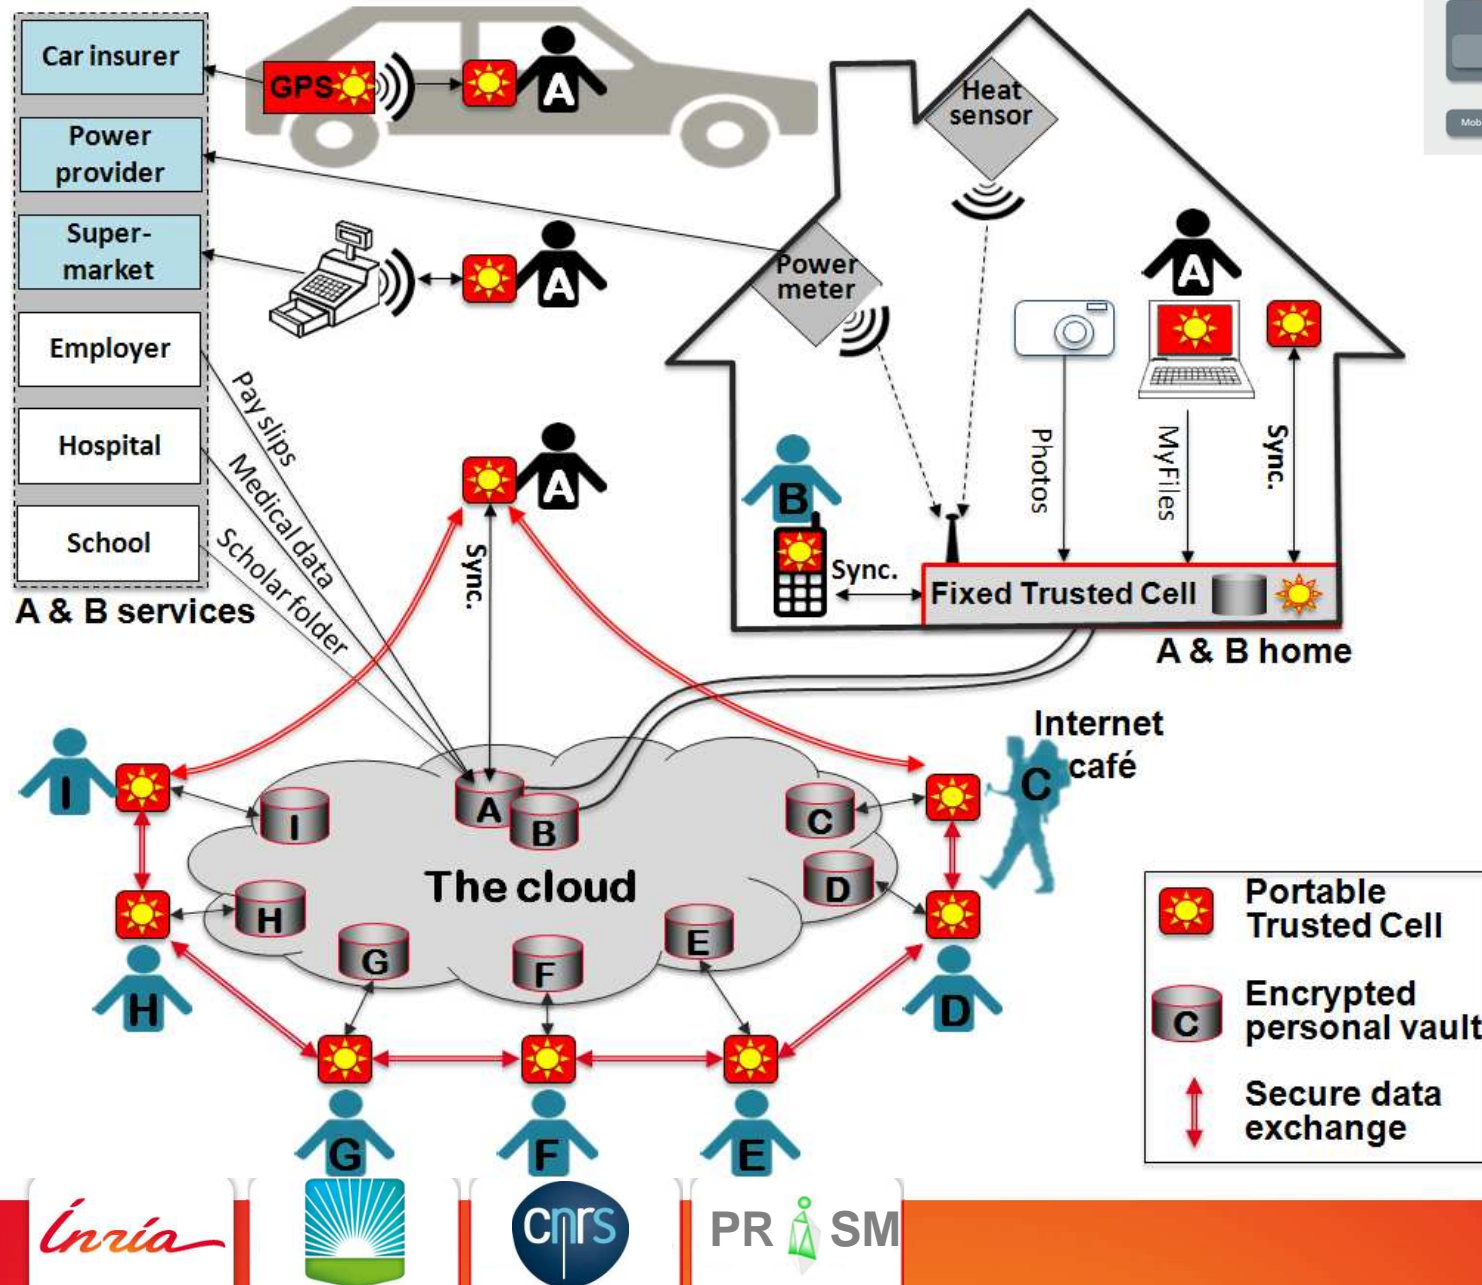 Car insurer
Power
provider
Super-
market
Employer
Hospital
School
A & B services
GPS
A
A
Heat
sensor
Power
meter
A
B
Photos
MyFiles
Sync.
Sync.
Fixed Trusted Cell
A & B home
Pay slips
Medical data
Scholar folder
A
Sync.
Internet
café
I
I
A
B
C
C
The cloud
D
H
E
G
F
H
D
G
F
E
Portable
Trusted Cell
C
Encrypted
personal vault
Secure data
exchange
Inria
cnrs
PR SM